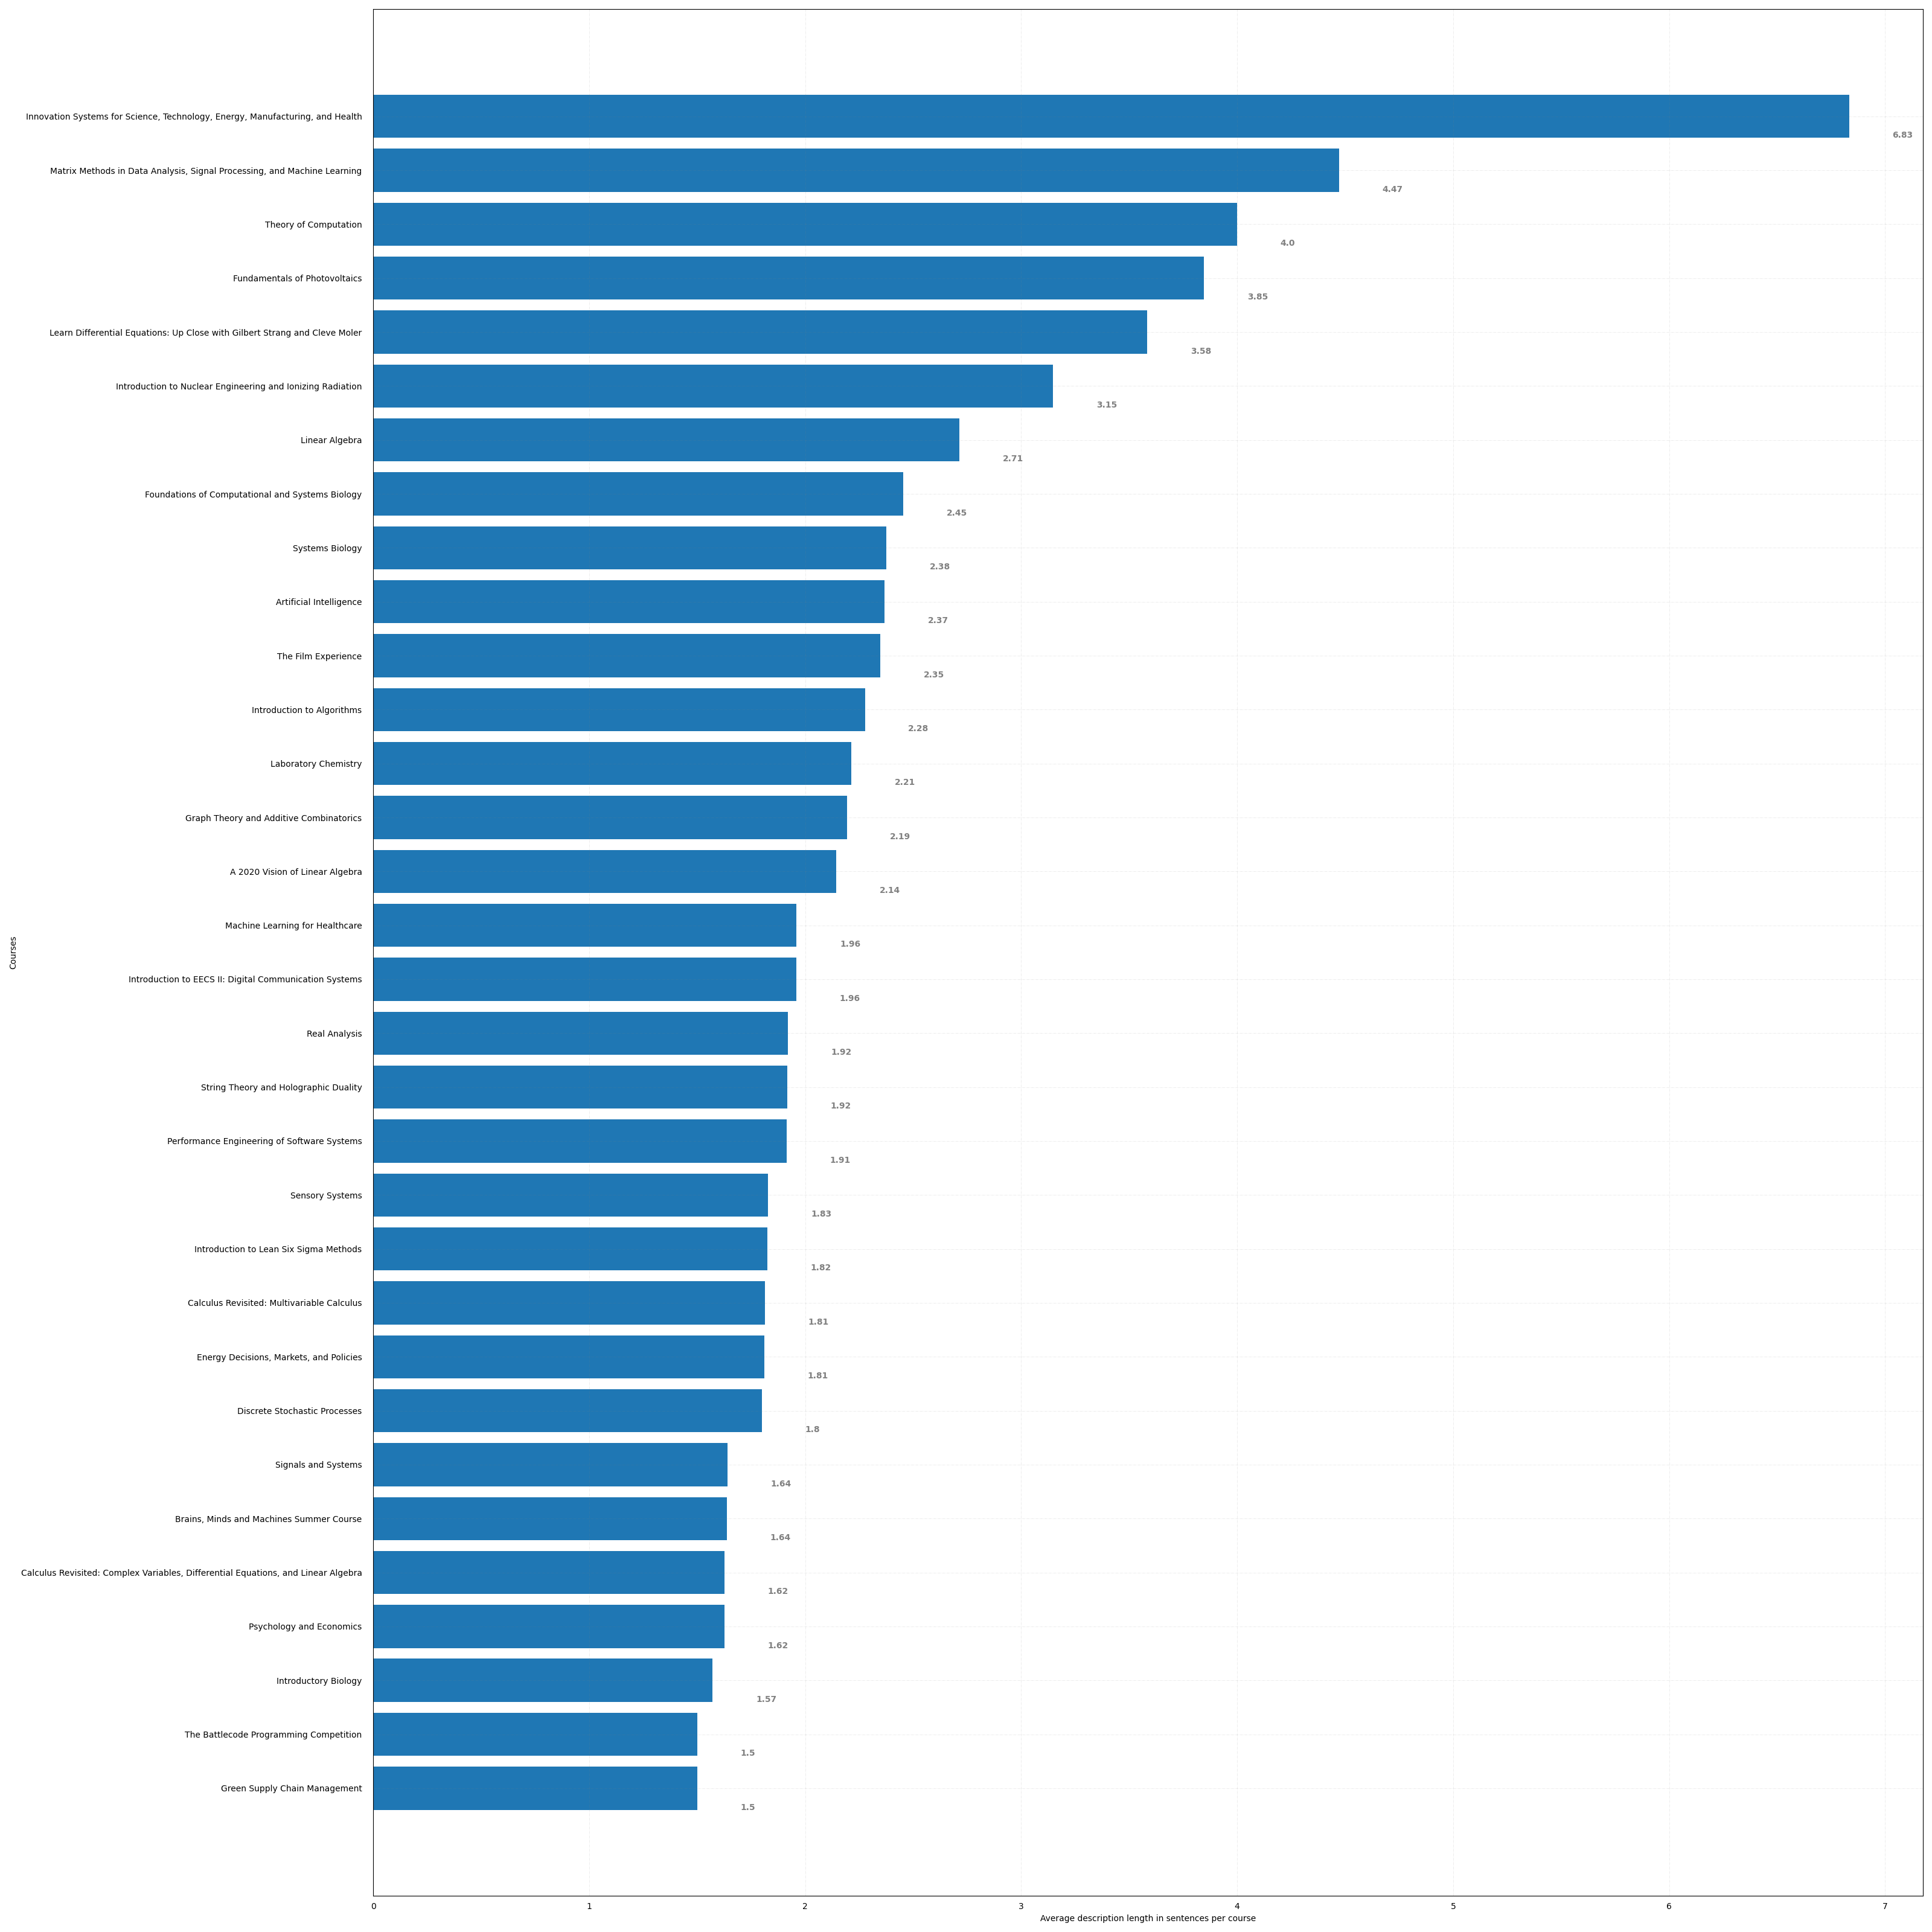 Innovation Systems for Science, Technology, Energy, Manufacturing, and Health
6.83
Matrix Methods in Data Analysis, Signal Processing, and Machine Learning
4.47
Theory of Computation
4.0
Fundamentals of Photovoltaics
3.85
Learn Differential Equations: Up Close with Gilbert Strang and Cleve Moler
3.58
Introduction to Nuclear Engineering and Ionizing Radiation
3.15
Linear Algebra
2.71
Foundations of Computational and Systems Biology
2.45
Systems Biology
2.38
Artificial Intelligence
2.37
The Film Experience
2.35
Introduction to Algorithms
2.28
Laboratory Chemistry
2.21
Graph Theory and Additive Combinatorics
2.19
A 2020 Vision of Linear Algebra
2.14
Machine Learning for Healthcare
1.96
Courses
Introduction to EECS II: Digital Communication Systems
1.96
Real Analysis
1.92
String Theory and Holographic Duality
1.92
Performance Engineering of Software Systems
1.91
Sensory Systems
1.83
Introduction to Lean Six Sigma Methods
1.82
Calculus Revisited: Multivariable Calculus
1.81
Energy Decisions, Markets, and Policies
1.81
Discrete Stochastic Processes
1.8
Signals and Systems
1.64
Brains, Minds and Machines Summer Course
1.64
Calculus Revisited: Complex Variables, Differential Equations, and Linear Algebra
1.62
Psychology and Economics
1.62
Introductory Biology
1.57
The Battlecode Programming Competition
1.5
Green Supply Chain Management
1.5
0 1 2 3 4 5 6 7
Average description length in sentences per course